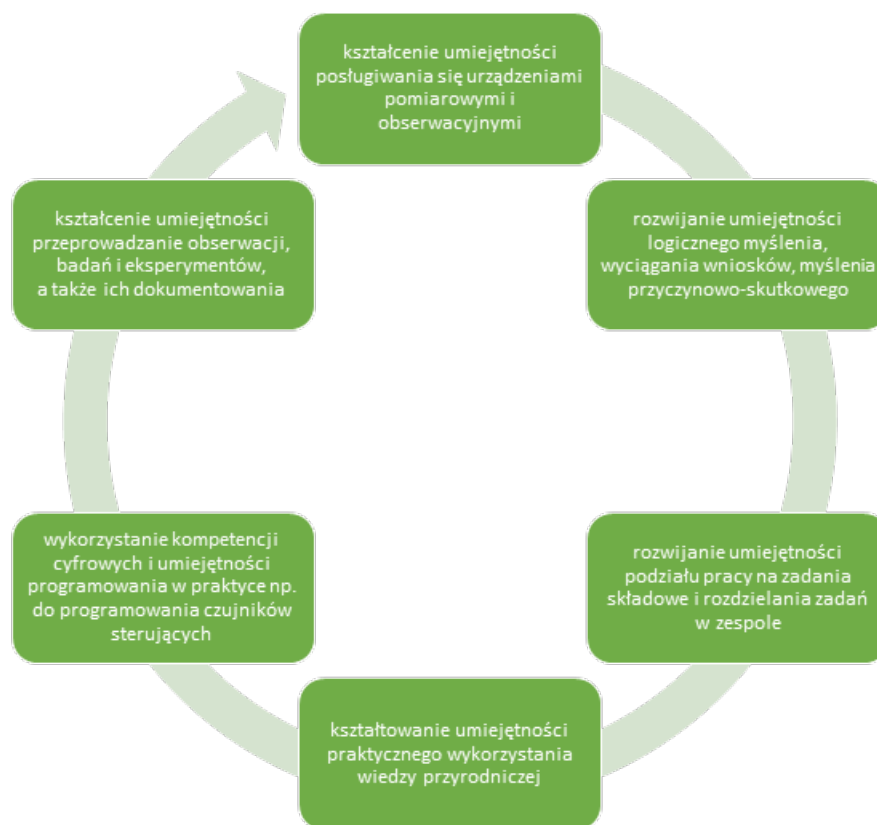 kształcenie umiejętności
posługiwania się urządzeniami
pomiarowymi i
obserwacyjnymi
rozwijanie umiejętności
logicznego myślenia,
wyciągania wniosków, myślenia
przyczynowo-skutkowego
rozwijanie umiejętności
podziału pracy na zadania
składowe i rozdzielania zadań
w zespole
kształtowanie umiejętności
praktycznego wykorzystania
wiedzy przyrodniczej
wykorzystanie kompetencji
cyfrowych i umiejętności
programowania w praktyce np.
do programowania czujników
sterujących
kształcenie umiejętności
przeprowadzanie obserwacji,
badań i eksperymentów,
a także ich dokumentowania